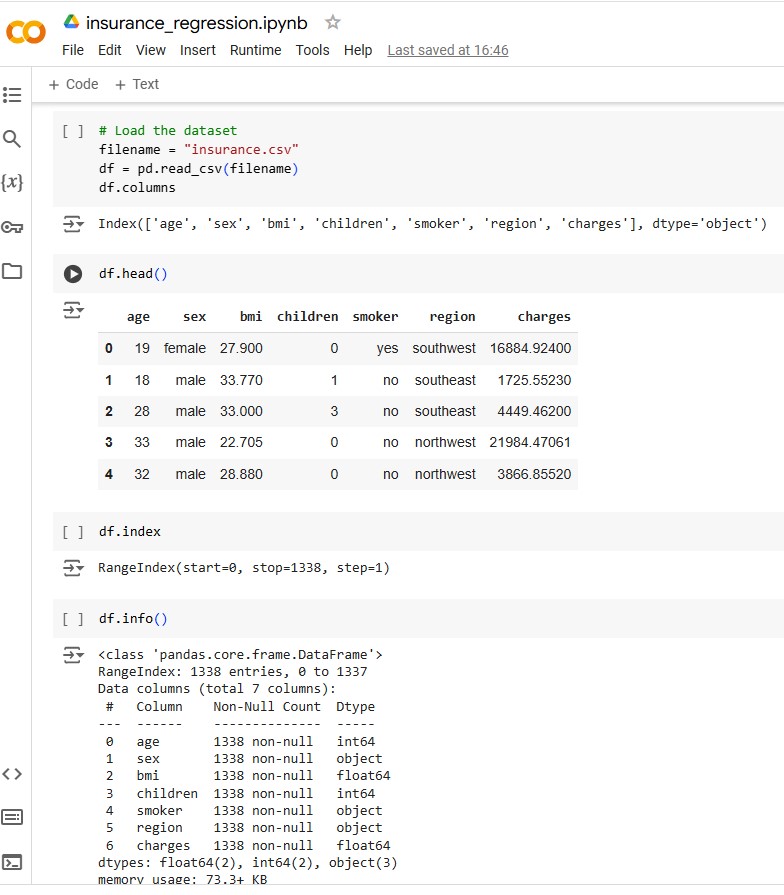 insurance_regression.ipynb
File Edit View Insert Runtime Tools Help Last saved at 16:46
+ Code + Text
{x}
[ ] # Load the dataset
filename = "insurance.csv"
df = pd.read_csv(filename)
df.columns
Index(['age', 'sex', 'bmi', 'children', 'smoker', 'region', 'charges'], dtype='object')
df.head()
age sex bmi children smoker region charges
0 19 female 27.900 0 yes southwest 16884.92400
1 18 male 33.770 1 no southeast 1725.55230
2 28 male 33.000 3 no southeast 4449.46200
3 33 male 22.705 0 no northwest 21984.47061
4 32 male 28.880 0 no northwest 3866.85520
[ ] df.index
RangeIndex(start=0, stop=1338, step=1)
[ ] df.info()
<class 'pandas.core.frame.DataFrame'>
RangeIndex: 1338 entries, 0 to 1337
Data columns (total 7 columns):
# Column Non-Null Count Dtype
--- ------ -------------- -----
0 age 1338 non-null int64
1 sex 1338 non-null object
2 bmi 1338 non-null float64
3 children 1338 non-null int64
4 smoker 1338 non-null object
5 region 1338 non-null object
6 charges 1338 non-null float64
dtypes: float64(2), int64(2), object(3)
memory usage: 73.3+ KB